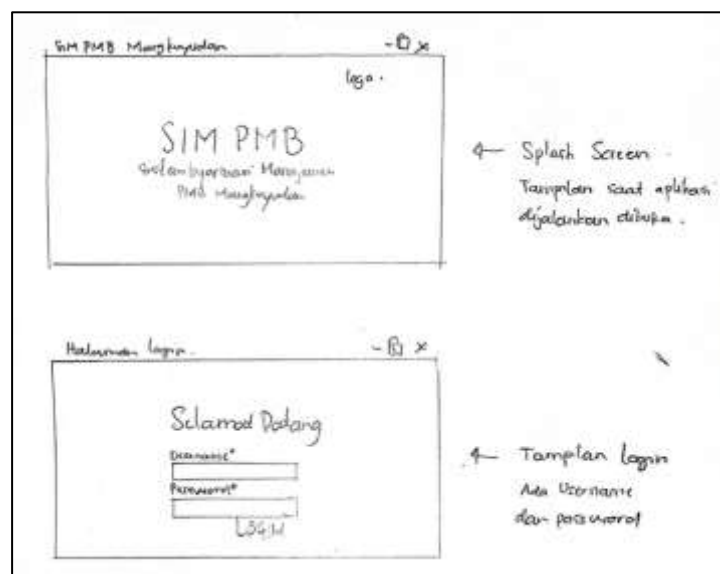 SIM PMB Mangkuyudan
logo.
SIM PMB
Sistem Informasi Manajemen
PMB Mangkuyudan
← Splash Screen.
Tampilan saat aplikasi
dijalankan dibuka.
Halaman login.
Selamat Datang
Username*
Password*
LOGIN
← Tampilan Login
Ada Username
dan password